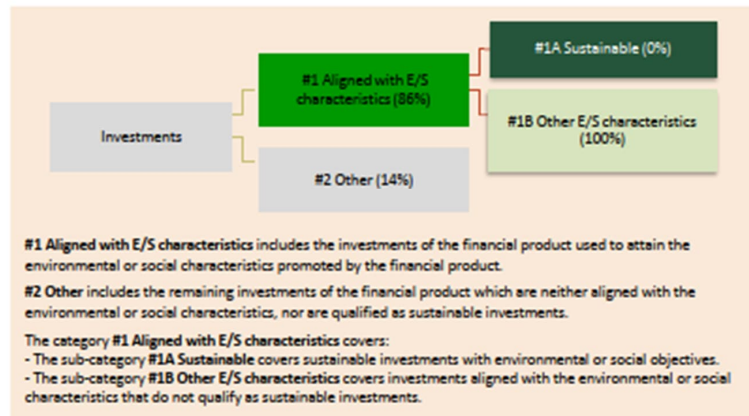 #1A Sustainable (0%)
#1 Aligned with E/S
characteristics (86%)
#1B Other E/S characteristics
(100%)
Investments
#2 Other (14%)
#1 Aligned with E/S characteristics includes the investments of the financial product used to attain the
environmental or social characteristics promoted by the financial product.
#2 Other includes the remaining investments of the financial product which are neither aligned with the
environmental or social characteristics, nor are qualified as sustainable investments.
The category #1 Aligned with E/S characteristics covers:
- The sub-category #1A Sustainable covers sustainable investments with environmental or social objectives.
- The sub-category #1B Other E/S characteristics covers investments aligned with the environmental or social
characteristics that do not qualify as sustainable investments.